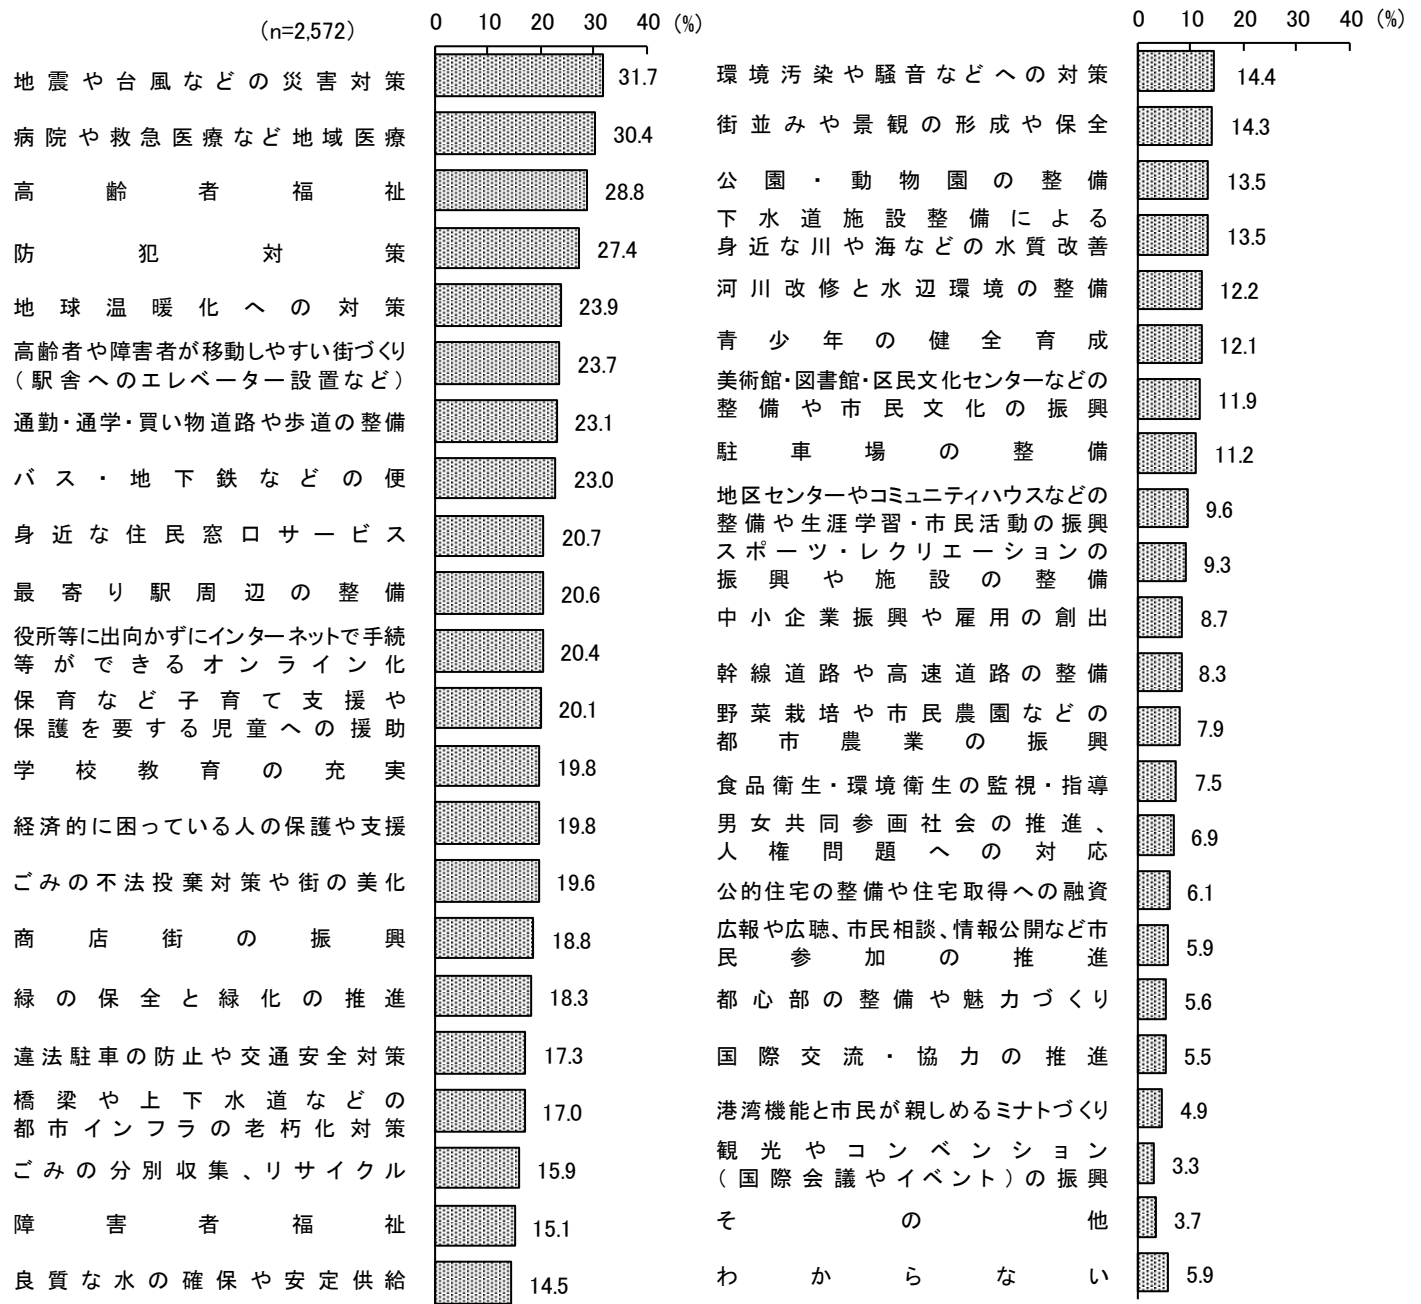 (n=2,572)
0 10 20 30 40 (%)
地震や台風などの災害対策 31.7
病院や救急医療など地域医療 30.4
高齢者福祉 28.8
防犯対策 27.4
地球温暖化への対策 23.9
高齢者や障害者が移動しやすい街づくり
(駅舎へのエレベーター設置など) 23.7
通勤・通学・買い物道路や歩道の整備 23.1
バス・地下鉄などの便 23.0
身近な住民窓口サービス 20.7
最寄り駅周辺の整備 20.6
役所等に出向かずにインターネットで手続
等ができるオンライン化 20.4
保育など子育て支援や
保護を要する児童への援助 20.1
学校教育の充実 19.8
経済的に困っている人の保護や支援 19.8
ごみの不法投棄対策や街の美化 19.6
商店街の振興 18.8
緑の保全と緑化の推進 18.3
違法駐車の防止や交通安全対策 17.3
橋梁や上下水道などの
都市インフラの老朽化対策 17.0
ごみの分別収集、リサイクル 15.9
障害者福祉 15.1
良質な水の確保や安定供給 14.5
0 10 20 30 40 (%)
環境汚染や騒音などへの対策 14.4
街並みや景観の形成や保全 14.3
公園・動物園の整備 13.5
下水道施設整備による
身近な川や海などの水質改善 13.5
河川改修と水辺環境の整備 12.2
青少年の健全育成 12.1
美術館・図書館・区民文化センターなどの
整備や市民文化の振興 11.9
駐車場の整備 11.2
地区センターやコミュニティハウスなどの
整備や生涯学習・市民活動の振興 9.6
スポーツ・レクリエーションの
振興や施設の整備 9.3
中小企業振興や雇用の創出 8.7
幹線道路や高速道路の整備 8.3
野菜栽培や市民農園などの
都市農業の振興 7.9
食品衛生・環境衛生の監視・指導 7.5
男女共同参画社会の推進、
人権問題への対応 6.9
公的住宅の整備や住宅取得への融資 6.1
広報や広聴、市民相談、情報公開など市
民参加の推進 5.9
都心部の整備や魅力づくり 5.6
国際交流・協力の推進 5.5
港湾機能と市民が親しめるミナトづくり 4.9
観光やコンベンション
(国際会議やイベント)の振興 3.3
その他 3.7
わからない 5.9